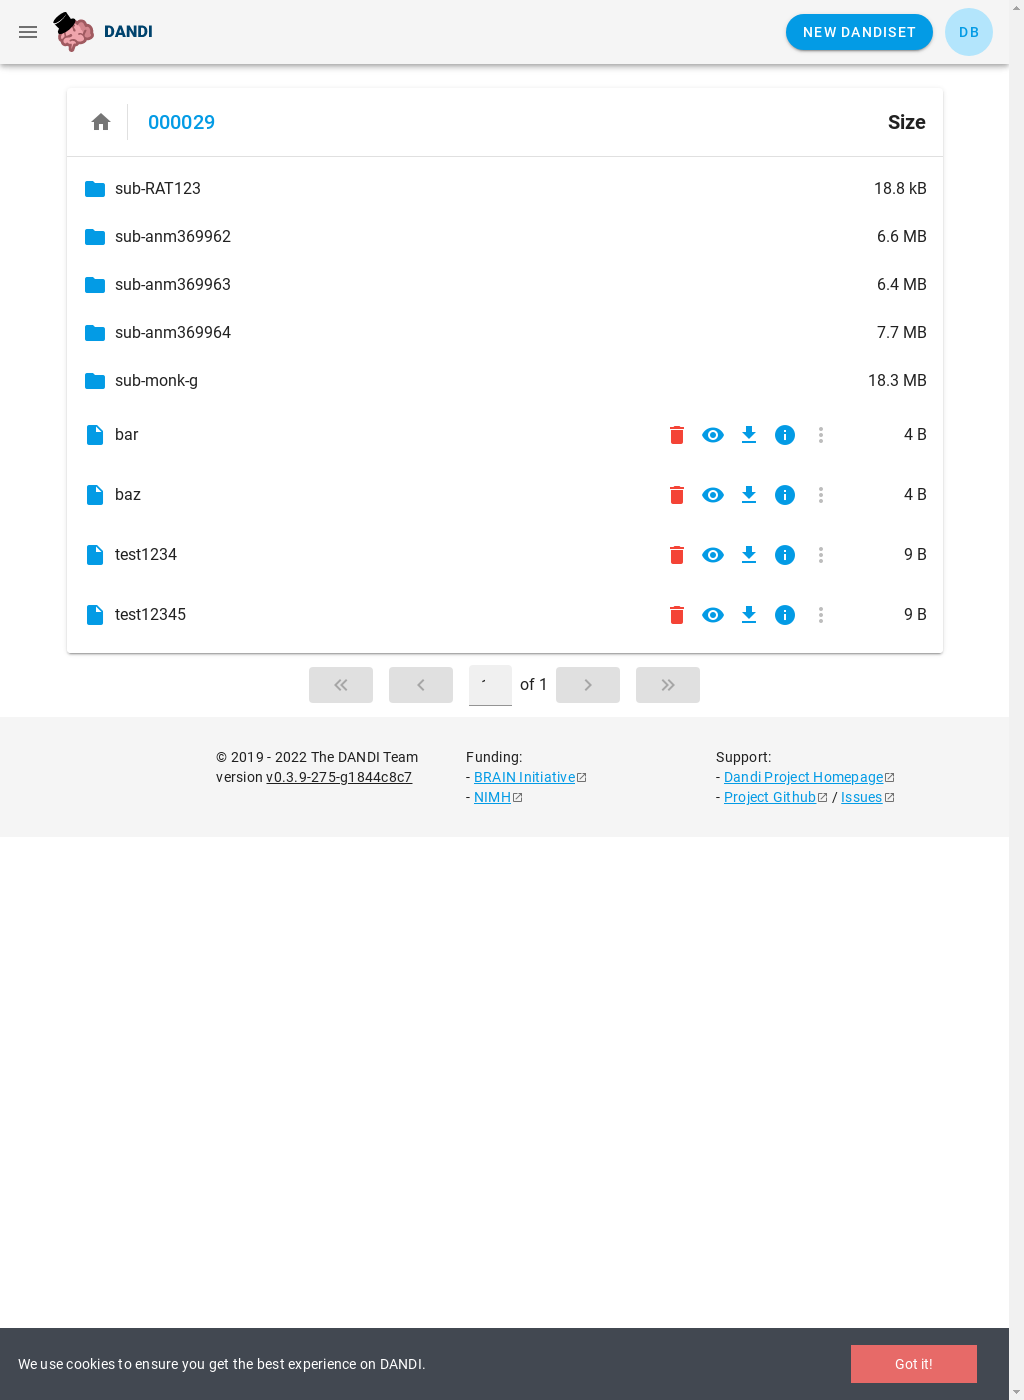 DANDI
NEW DANDISET
DB
000029
Size
sub-RAT123
18.8 kB
sub-anm369962
6.6 MB
sub-anm369963
6.4 MB
sub-anm369964
7.7 MB
sub-monk-g
18.3 MB
bar
4 B
baz
4 B
test1234
9 B
test12345
9 B
of 1
© 2019 - 2022 The DANDI Team
version v0.3.9-275-g1844c8c7
Funding:
- BRAIN Initiative
- NIMH
Support:
- Dandi Project Homepage
- Project Github / Issues
We use cookies to ensure you get the best experience on DANDI.
Got it!